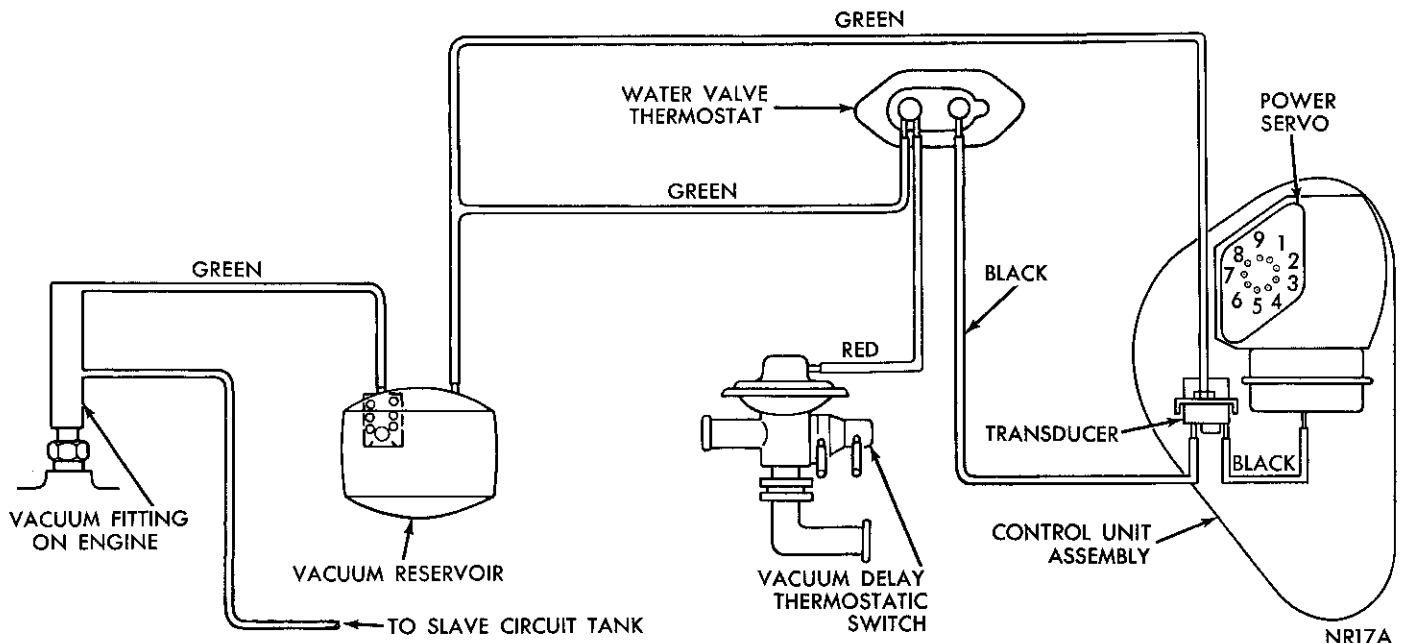 GREEN
WATER VALVE
THERMOSTAT
POWER
SERVO
GREEN
9 1
8 2
7 3
6 5 4
GREEN
BLACK
RED
TRANSDUCER
BLACK
VACUUM FITTING
ON ENGINE
CONTROL UNIT
ASSEMBLY
VACUUM RESERVOIR
VACUUM DELAY
THERMOSTATIC
SWITCH
TO SLAVE CIRCUIT TANK
NR17A